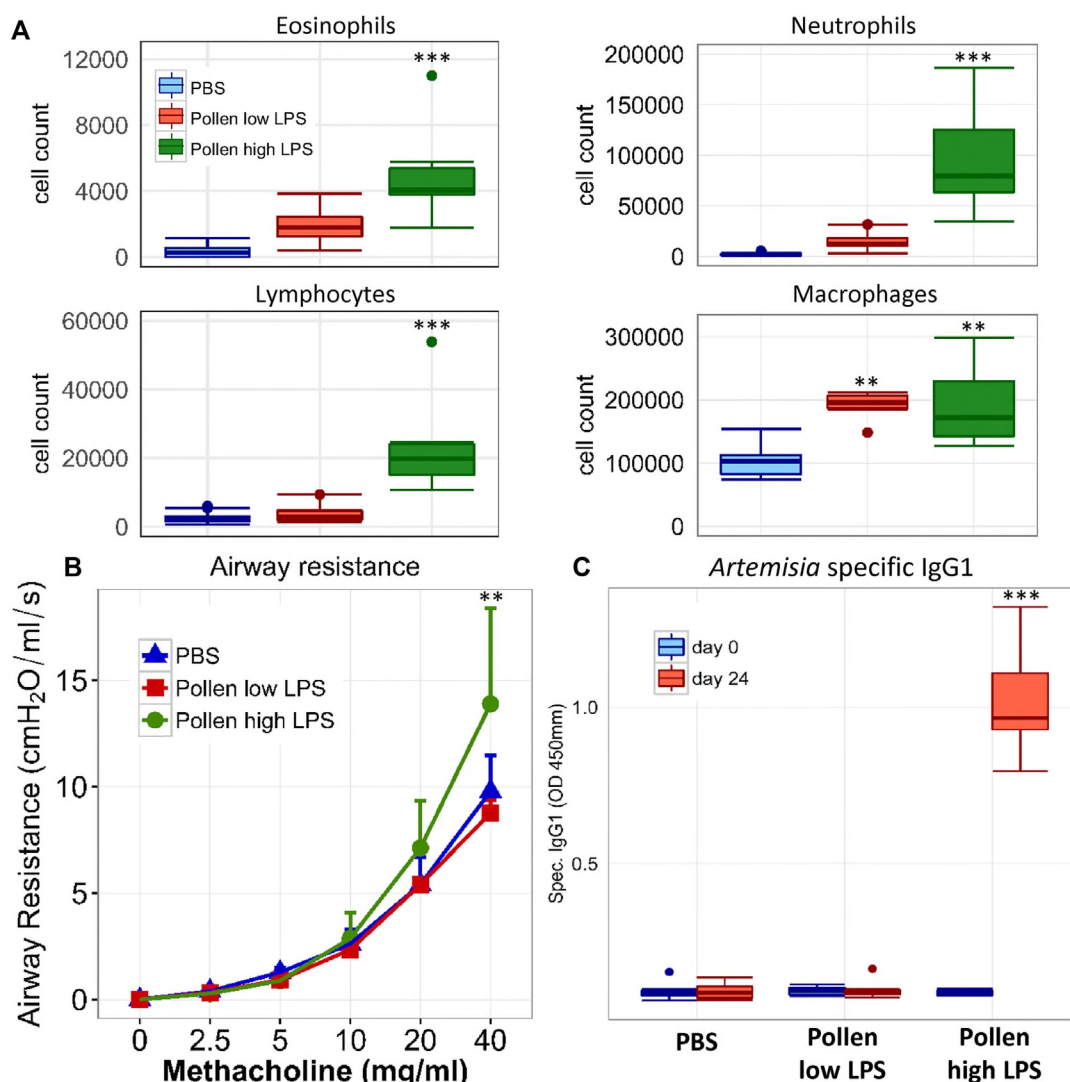 A
Eosinophils
12000
8000
4000
0
cell count
PBS
Pollen low LPS
Pollen high LPS
***
Neutrophils
200000
150000
100000
50000
0
cell count
***
Lymphocytes
60000
40000
20000
0
cell count
***
Macrophages
300000
200000
100000
0
cell count
**
**
B
Airway resistance
**
PBS
Pollen low LPS
Pollen high LPS
15
10
5
0
Airway Resistance (cmH₂O/ml/s)
0 2.5 5 10 20 40
Methacholine (mg/ml)
C
Artemisia specific IgG1
***
day 0
day 24
1.0
0.5
Spec. IgG1 (OD 450mm)
PBS
Pollen
low LPS
Pollen
high LPS